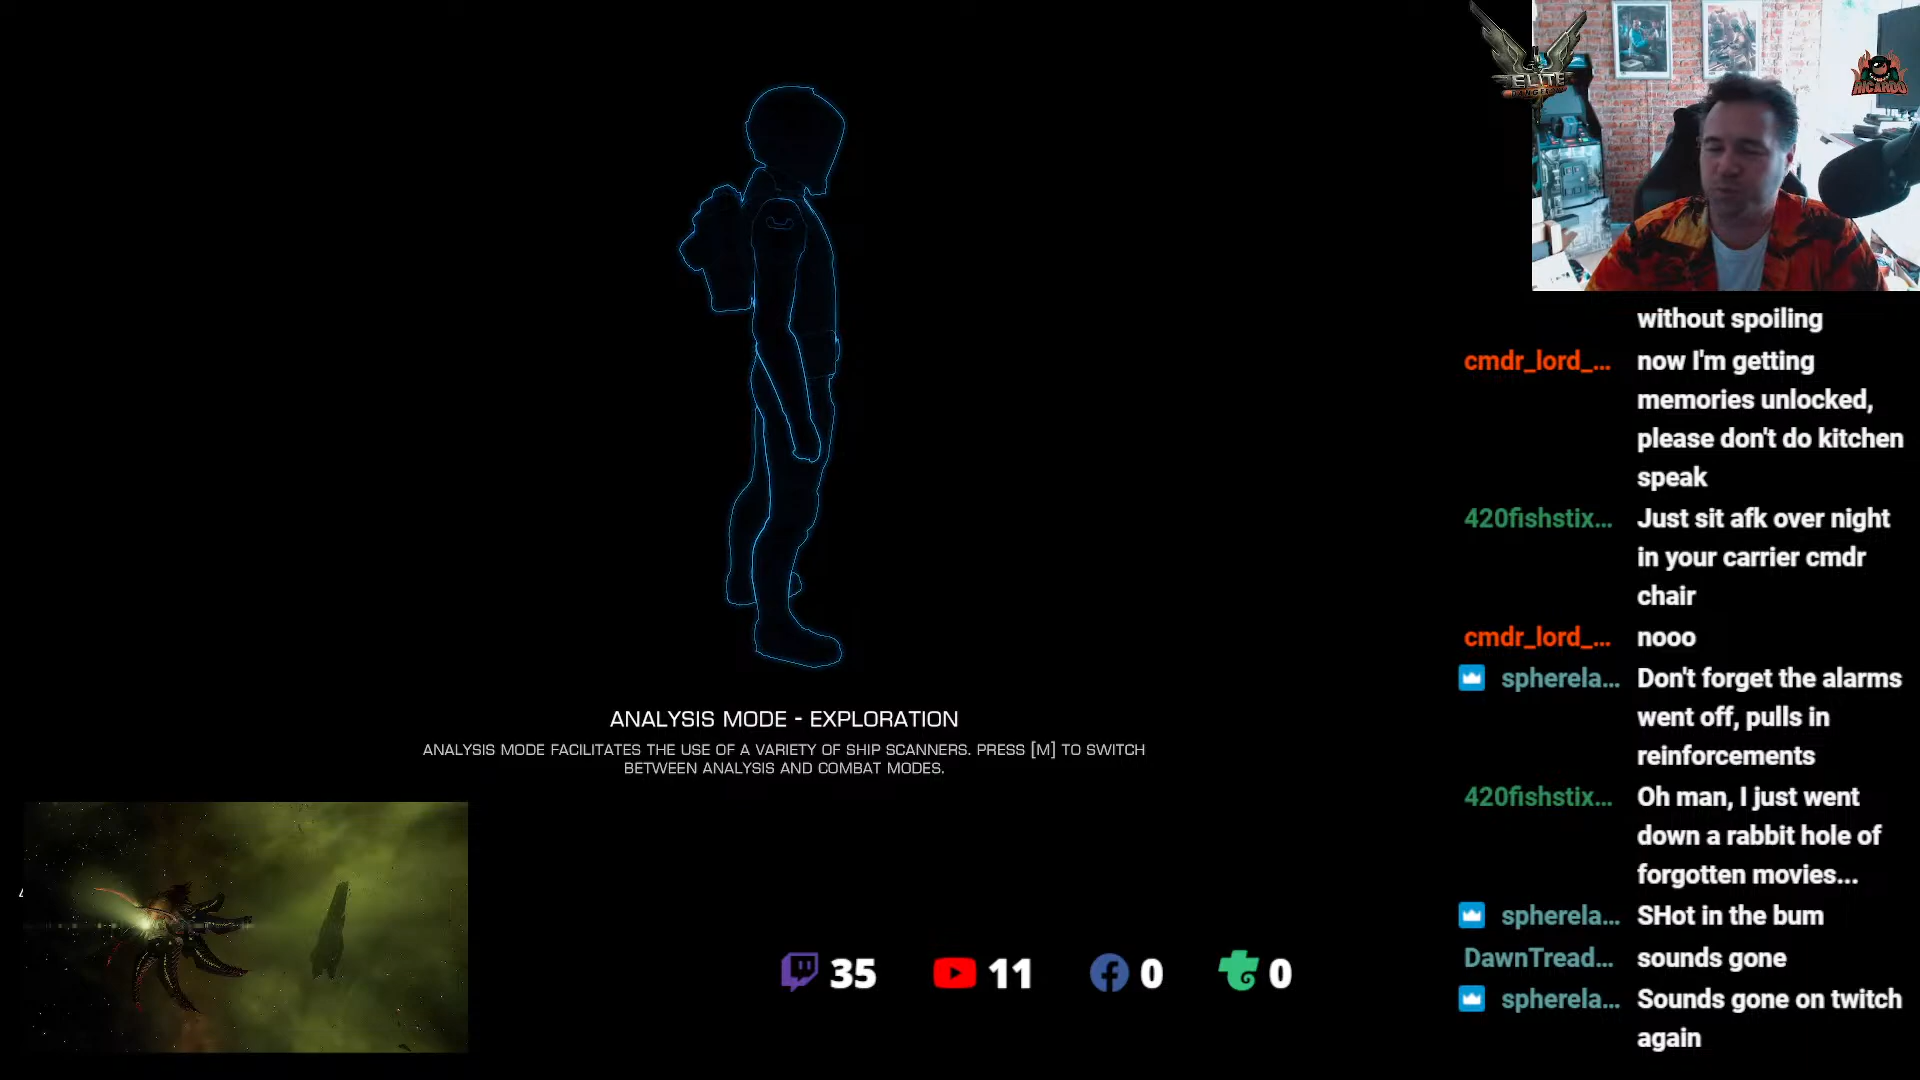 ELITE
DANGEROUS
RICARDO
without spoiling
cmdr_lord_... now I'm getting
memories unlocked,
please don't do kitchen
speak
420fishstix... Just sit afk over night
in your carrier cmdr
chair
cmdr_lord_... nooo
spherela... Don't forget the alarms
went off, pulls in
reinforcements
420fishstix... Oh man, I just went
down a rabbit hole of
forgotten movies...
spherela... SHot in the bum
DawnTread... sounds gone
spherela... Sounds gone on twitch
again
ANALYSIS MODE - EXPLORATION
ANALYSIS MODE FACILITATES THE USE OF A VARIETY OF SHIP SCANNERS. PRESS [M] TO SWITCH
BETWEEN ANALYSIS AND COMBAT MODES.
35 11 0 0